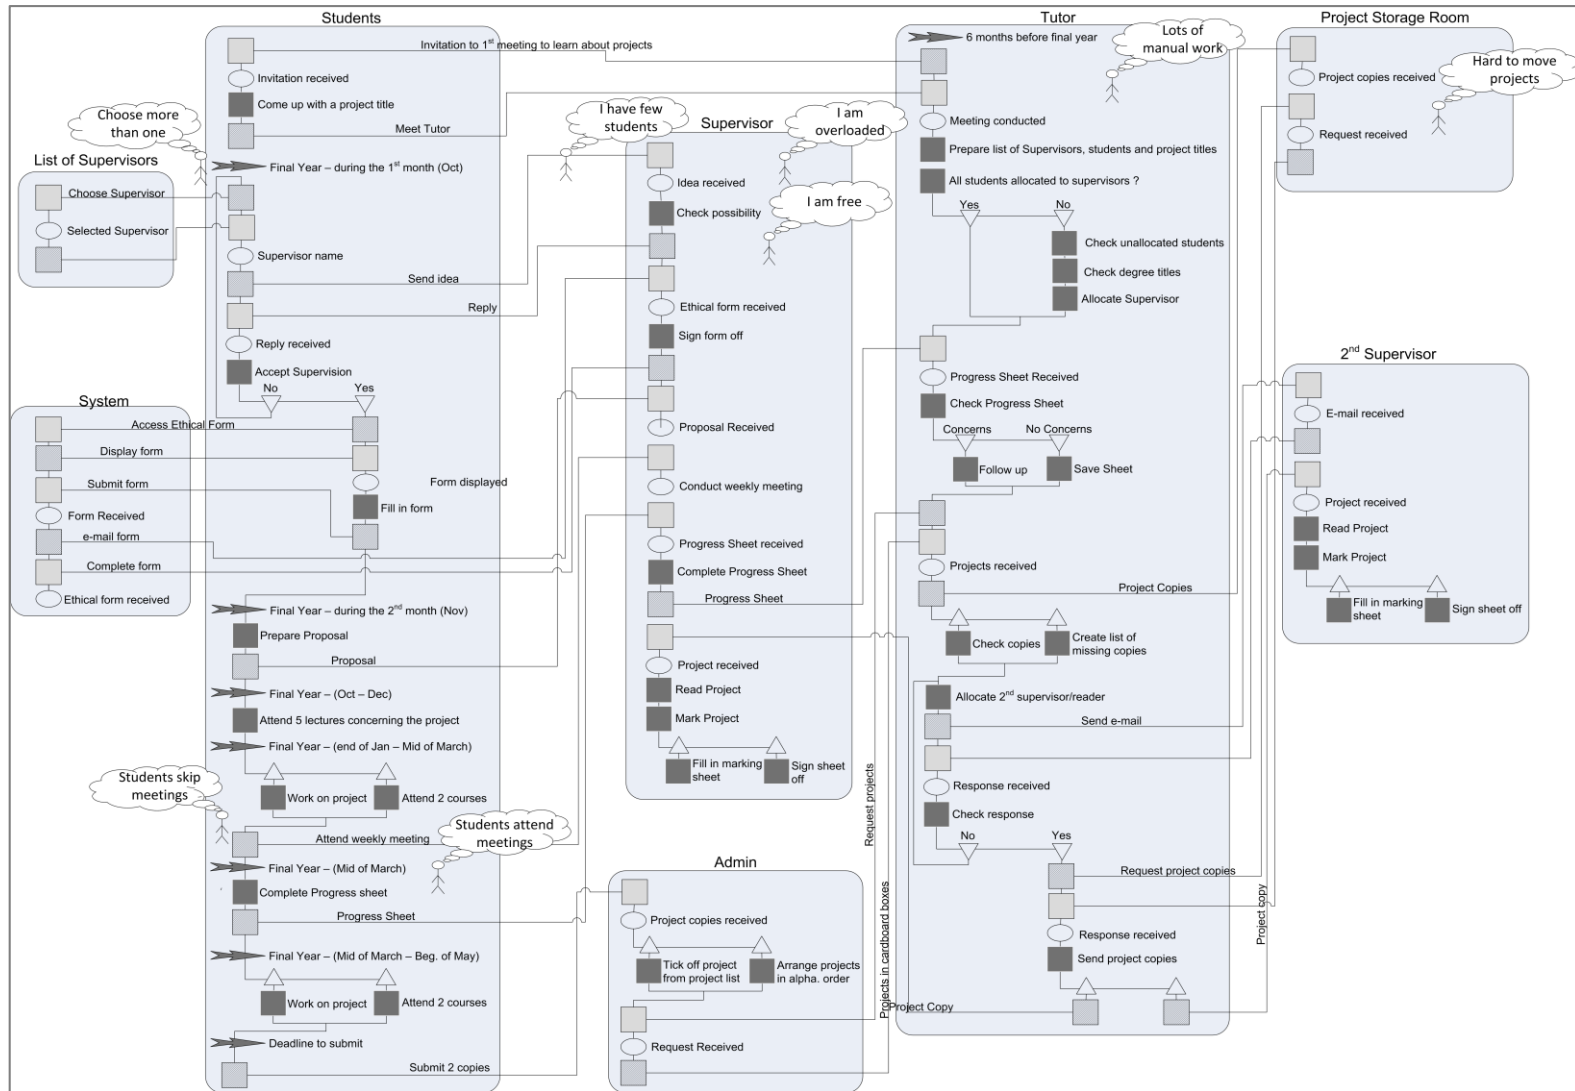 Students
Invitation to 1st meeting to learn about projects
Invitation received
Come up with a project title
Meet Tutor
Choose more
than one
Final Year – during the 1st month (Oct)
Supervisor name
Send idea
Reply
Reply received
Accept Supervision
No
Yes
Form displayed
Fill in form
Final Year – during the 2nd month (Nov)
Prepare Proposal
Proposal
Final Year – (Oct – Dec)
Attend 5 lectures concerning the project
Final Year – (end of Jan – Mid of March)
Work on project
Attend 2 courses
Students skip
meetings
Attend weekly meeting
Students attend
meetings
Final Year – (Mid of March)
Complete Progress sheet
Progress Sheet
Final Year – (Mid of March – Beg. of May)
Work on project
Attend 2 courses
Deadline to submit
Submit 2 copies
List of Supervisors
Choose Supervisor
Selected Supervisor
System
Access Ethical Form
Display form
Submit form
Form Received
e-mail form
Complete form
Ethical form received
Supervisor
I have few
students
I am
overloaded
I am free
Idea received
Check possibility
Ethical form received
Sign form off
Proposal Received
Conduct weekly meeting
Progress Sheet received
Complete Progress Sheet
Progress Sheet
Project received
Read Project
Mark Project
Fill in marking
sheet
Sign sheet
off
Admin
Project copies received
Tick off project
from project list
Arrange projects
in alpha. order
Request Received
Request projects
Projects in cardboard boxes
Tutor
6 months before final year
Lots of
manual work
Meeting conducted
Prepare list of Supervisors, students and project titles
All students allocated to supervisors ?
Yes
No
Check unallocated students
Check degree titles
Allocate Supervisor
Progress Sheet Received
Check Progress Sheet
Concerns
No Concerns
Follow up
Save Sheet
Projects received
Project Copies
Check copies
Create list of
missing copies
Allocate 2nd supervisor/reader
Send e-mail
Response received
Check response
No
Yes
Request project copies
Response received
Send project copies
Project Copy
Project copy
Project Storage Room
Project copies received
Hard to move
projects
Request received
2nd Supervisor
E-mail received
Project received
Read Project
Mark Project
Fill in marking
sheet
Sign sheet off